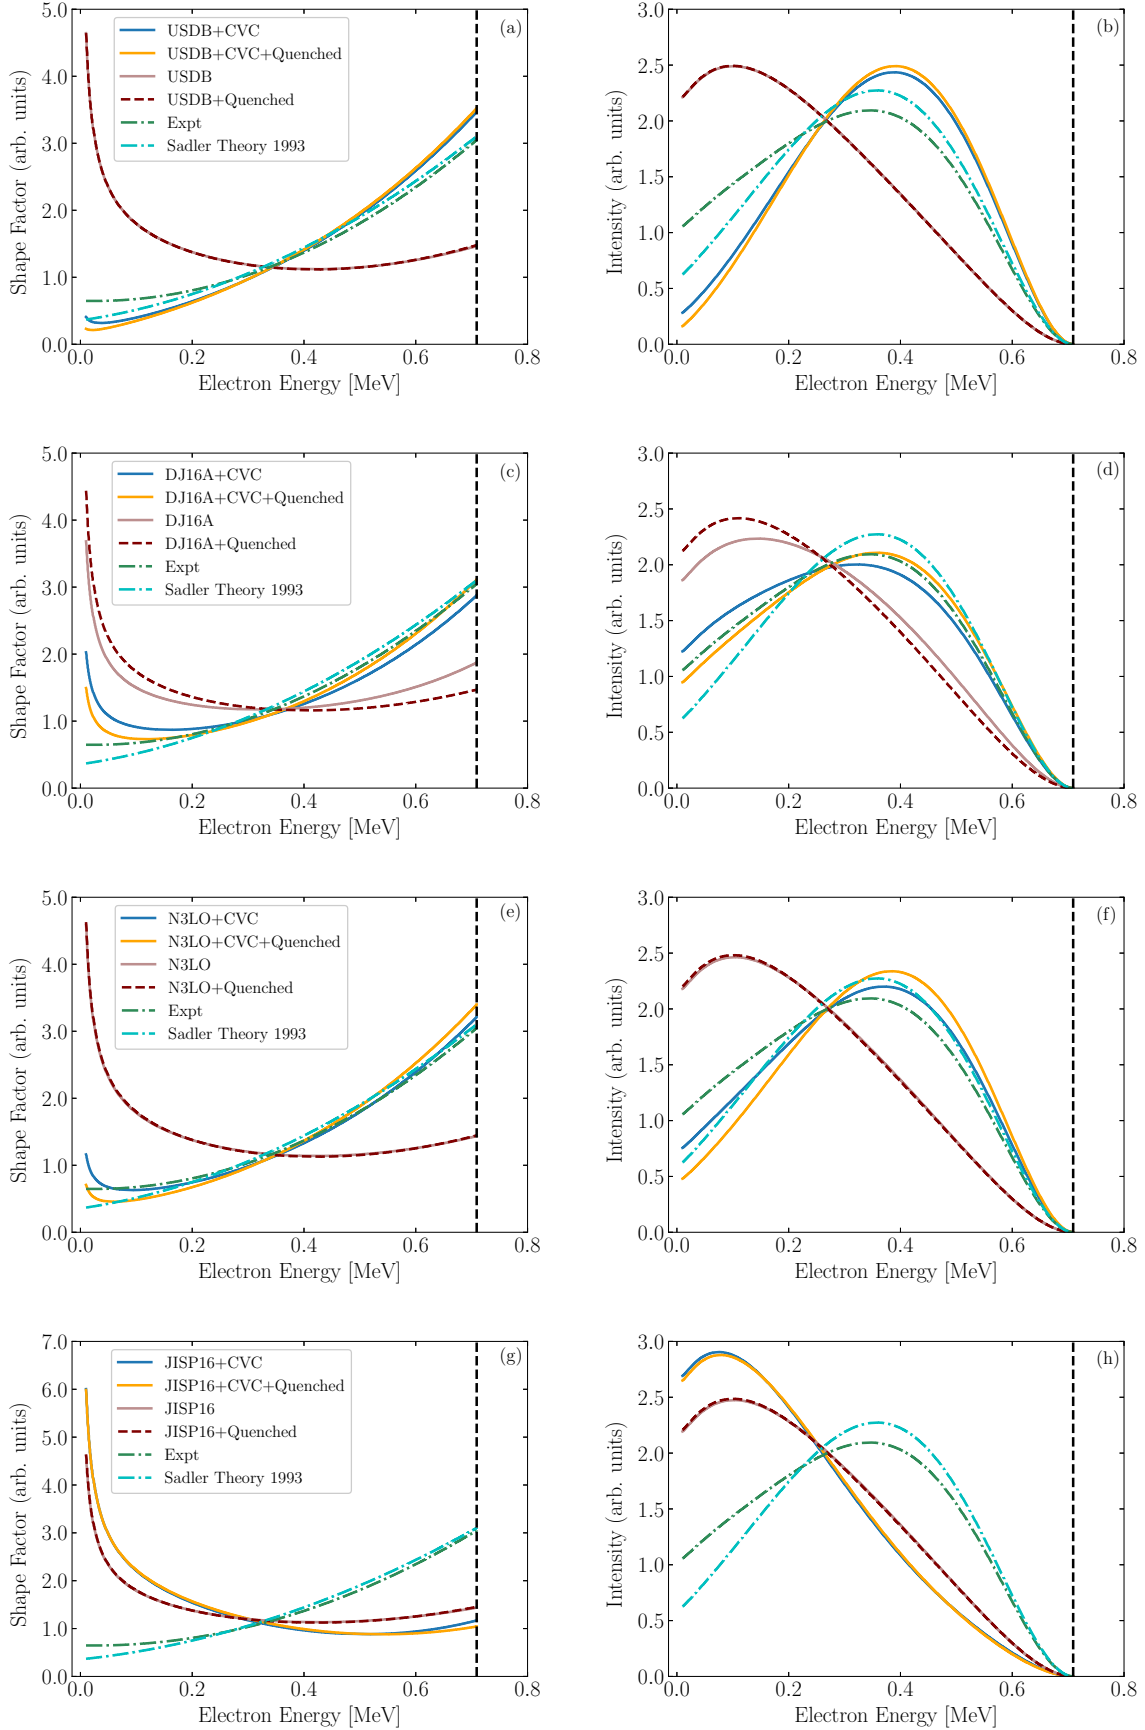 (a)
Shape Factor (arb. units)
5.0
4.0
3.0
2.0
1.0
0.0
USDB+CVC
USDB+CVC+Quenched
USDB
USDB+Quenched
Expt
Sadler Theory 1993
0.0 0.2 0.4 0.6 0.8
Electron Energy [MeV]
(b)
Intensity (arb. units)
3.0
2.5
2.0
1.5
1.0
0.5
0.0
0.0 0.2 0.4 0.6 0.8
Electron Energy [MeV]
(c)
Shape Factor (arb. units)
5.0
4.0
3.0
2.0
1.0
0.0
DJ16A+CVC
DJ16A+CVC+Quenched
DJ16A
DJ16A+Quenched
Expt
Sadler Theory 1993
0.0 0.2 0.4 0.6 0.8
Electron Energy [MeV]
(d)
Intensity (arb. units)
3.0
2.5
2.0
1.5
1.0
0.5
0.0
0.0 0.2 0.4 0.6 0.8
Electron Energy [MeV]
(e)
Shape Factor (arb. units)
5.0
4.0
3.0
2.0
1.0
0.0
N3LO+CVC
N3LO+CVC+Quenched
N3LO
N3LO+Quenched
Expt
Sadler Theory 1993
0.0 0.2 0.4 0.6 0.8
Electron Energy [MeV]
(f)
Intensity (arb. units)
3.0
2.5
2.0
1.5
1.0
0.5
0.0
0.0 0.2 0.4 0.6 0.8
Electron Energy [MeV]
(g)
Shape Factor (arb. units)
7.0
6.0
5.0
4.0
3.0
2.0
1.0
0.0
JISP16+CVC
JISP16+CVC+Quenched
JISP16
JISP16+Quenched
Expt
Sadler Theory 1993
0.0 0.2 0.4 0.6 0.8
Electron Energy [MeV]
(h)
Intensity (arb. units)
3.0
2.5
2.0
1.5
1.0
0.5
0.0
0.0 0.2 0.4 0.6 0.8
Electron Energy [MeV]